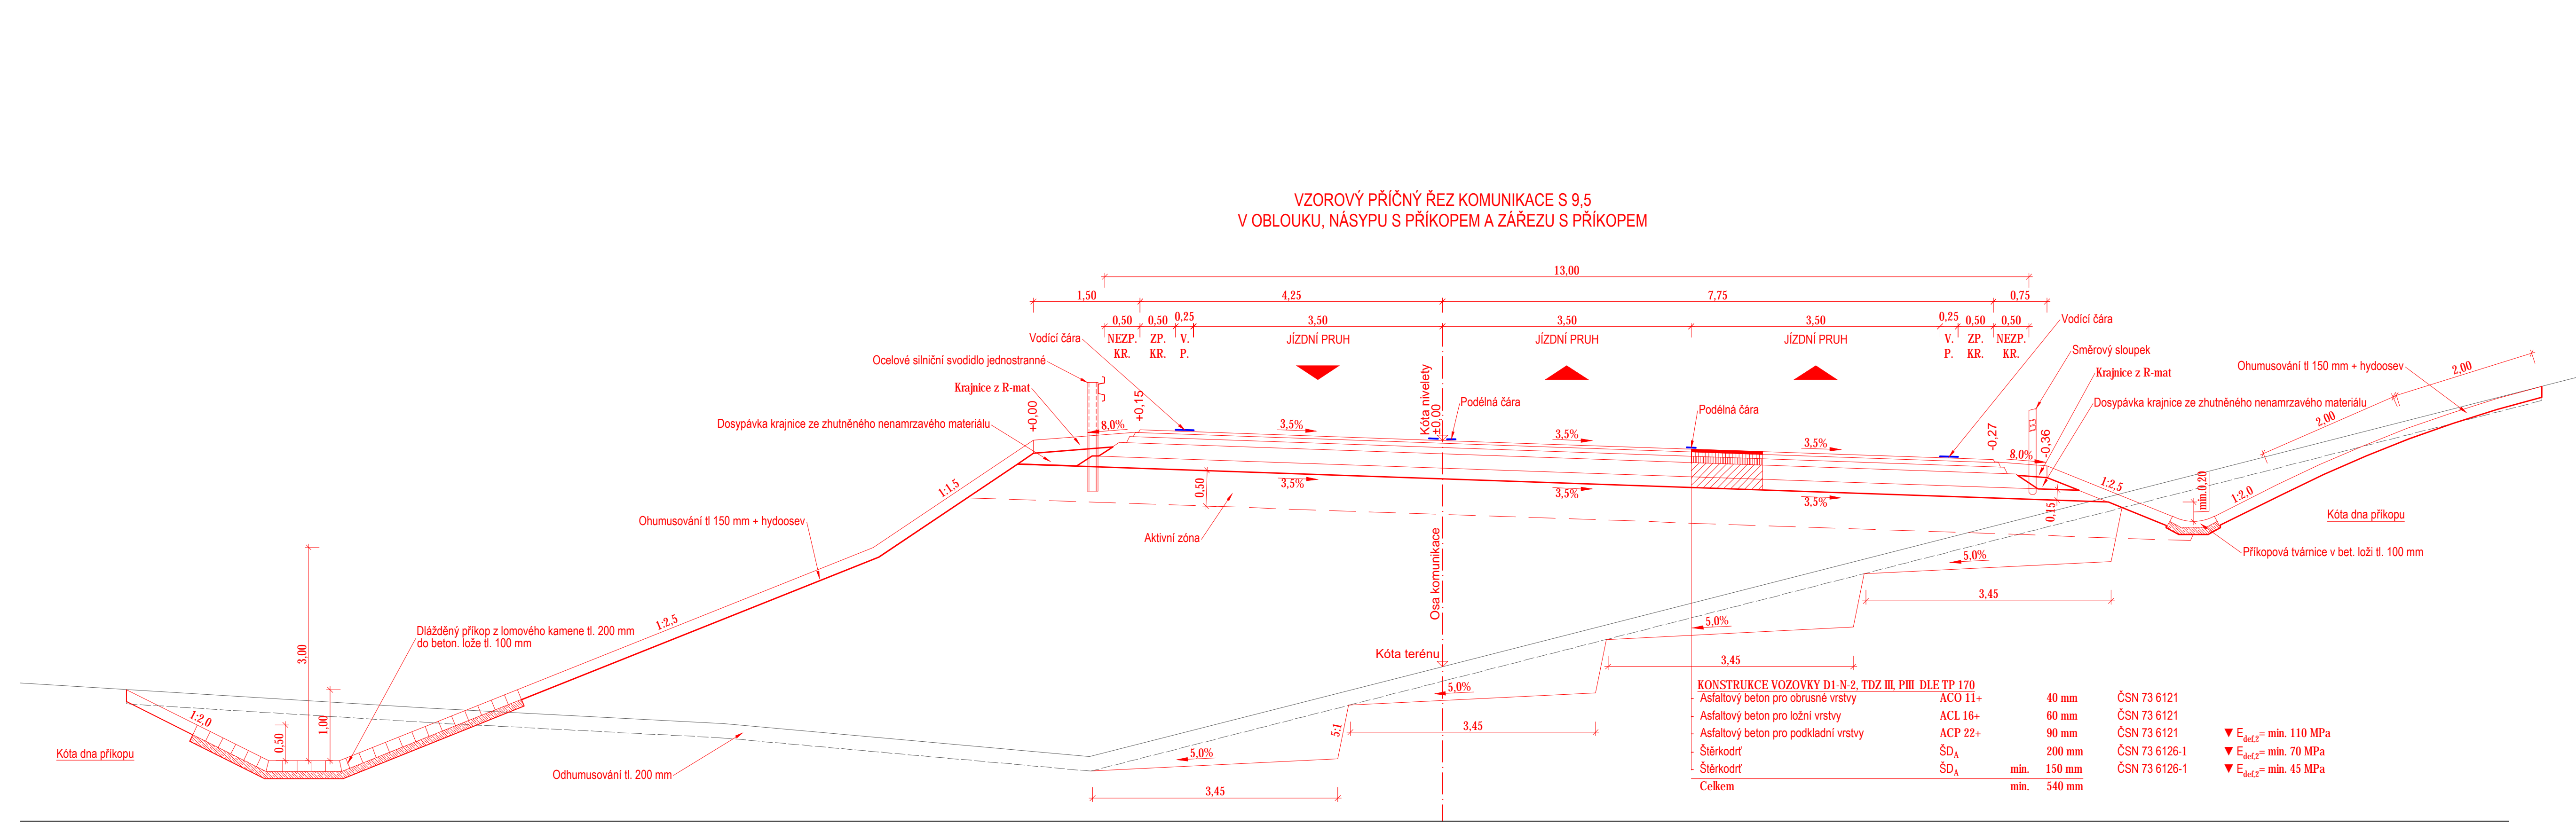 VZOROVÝ PŘÍČNÝ ŘEZ KOMUNIKACE S 9,5
V OBLOUKU, NÁSYPU S PŘÍKOPEM A ZÁŘEZU S PŘÍKOPEM
13,00
1,50
4,25
7,75
0,75
0,50
0,50
0,25
3,50
3,50
3,50
0,25
0,50
0,50
NEZP.
KR.
ZP.
KR.
V.
P.
JÍZDNÍ PRUH
JÍZDNÍ PRUH
JÍZDNÍ PRUH
V.
P.
ZP.
KR.
NEZP.
KR.
Vodící čára
Ocelové silniční svodidlo jednostranné
Krajnice z R-mat
Dosypávka krajnice ze zhutněného nenamrzavého materiálu
+0,00
+0,15
8,0%
3,5%
Kóta nivelety
±0,00
Podélná čára
3,5%
Podélná čára
3,5%
Vodící čára
Směrový sloupek
Krajnice z R-mat
Dosypávka krajnice ze zhutněného nenamrzavého materiálu
Ohumusování tl 150 mm + hydoosev
2,00
2,00
-0,27
-0,36
8,0%
1:2,5
min.0,20
1:2,0
0,15
Kóta dna příkopu
Příkopová tvárnice v bet. loži tl. 100 mm
1:1,5
0,50
3,5%
3,5%
3,5%
Aktivní zóna
Ohumusování tl 150 mm + hydoosev
Osa komunikace
5,0%
3,45
1:2,5
Dlážděný příkop z lomového kamene tl. 200 mm
do beton. lože tl. 100 mm
3,00
5,0%
Kóta terénu
3,45
1:2,0
0,50
1,00
Kóta dna příkopu
Odhumusování tl. 200 mm
5,0%
5:1
3,45
5,0%
3,45
KONSTRUKCE VOZOVKY D1-N-2, TDZ III, PIII DLE TP 170
Asfaltový beton pro obrusné vrstvy ACO 11+ 40 mm ČSN 73 6121
Asfaltový beton pro ložní vrstvy ACL 16+ 60 mm ČSN 73 6121
Asfaltový beton pro podkladní vrstvy ACP 22+ 90 mm ČSN 73 6121 ▼ Edef,2= min. 110 MPa
Štěrkodrť ŠDA 200 mm ČSN 73 6126-1 ▼ Edef,2= min. 70 MPa
Štěrkodrť ŠDA min. 150 mm ČSN 73 6126-1 ▼ Edef,2= min. 45 MPa
Celkem min. 540 mm